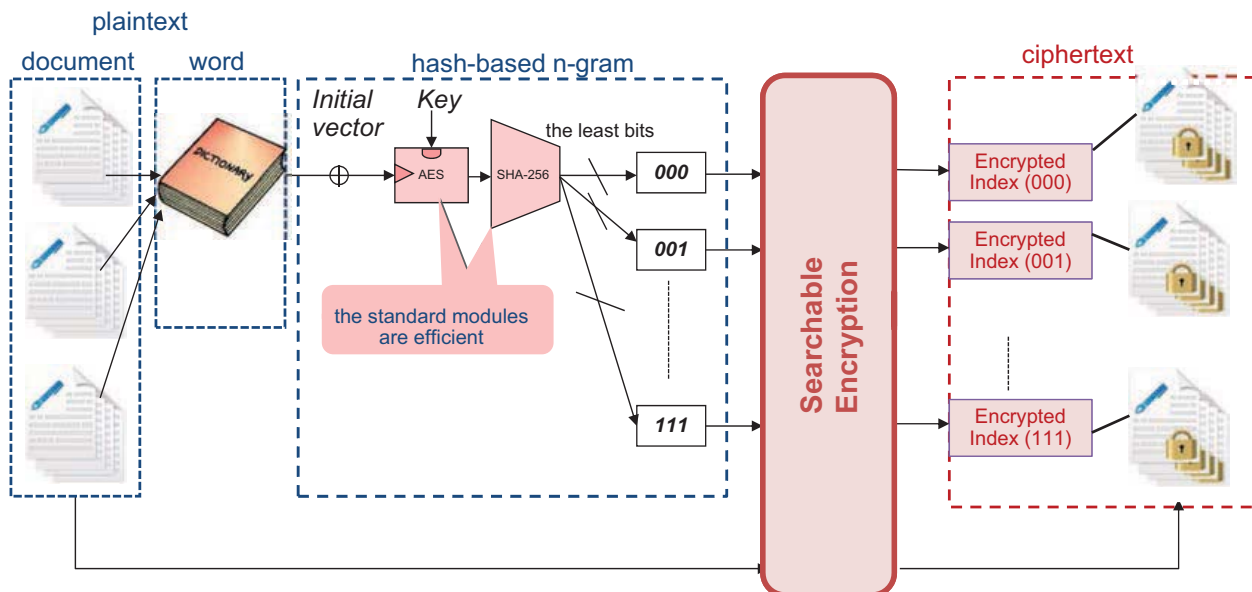 plaintext
document
word
hash-based n-gram
ciphertext
DICTIONARY
Initial
vector
Key
AES
SHA-256
the least bits
000
001
111
the standard modules
are efficient
Searchable
Encryption
Encrypted
Index (000)
Encrypted
Index (001)
Encrypted
Index (111)